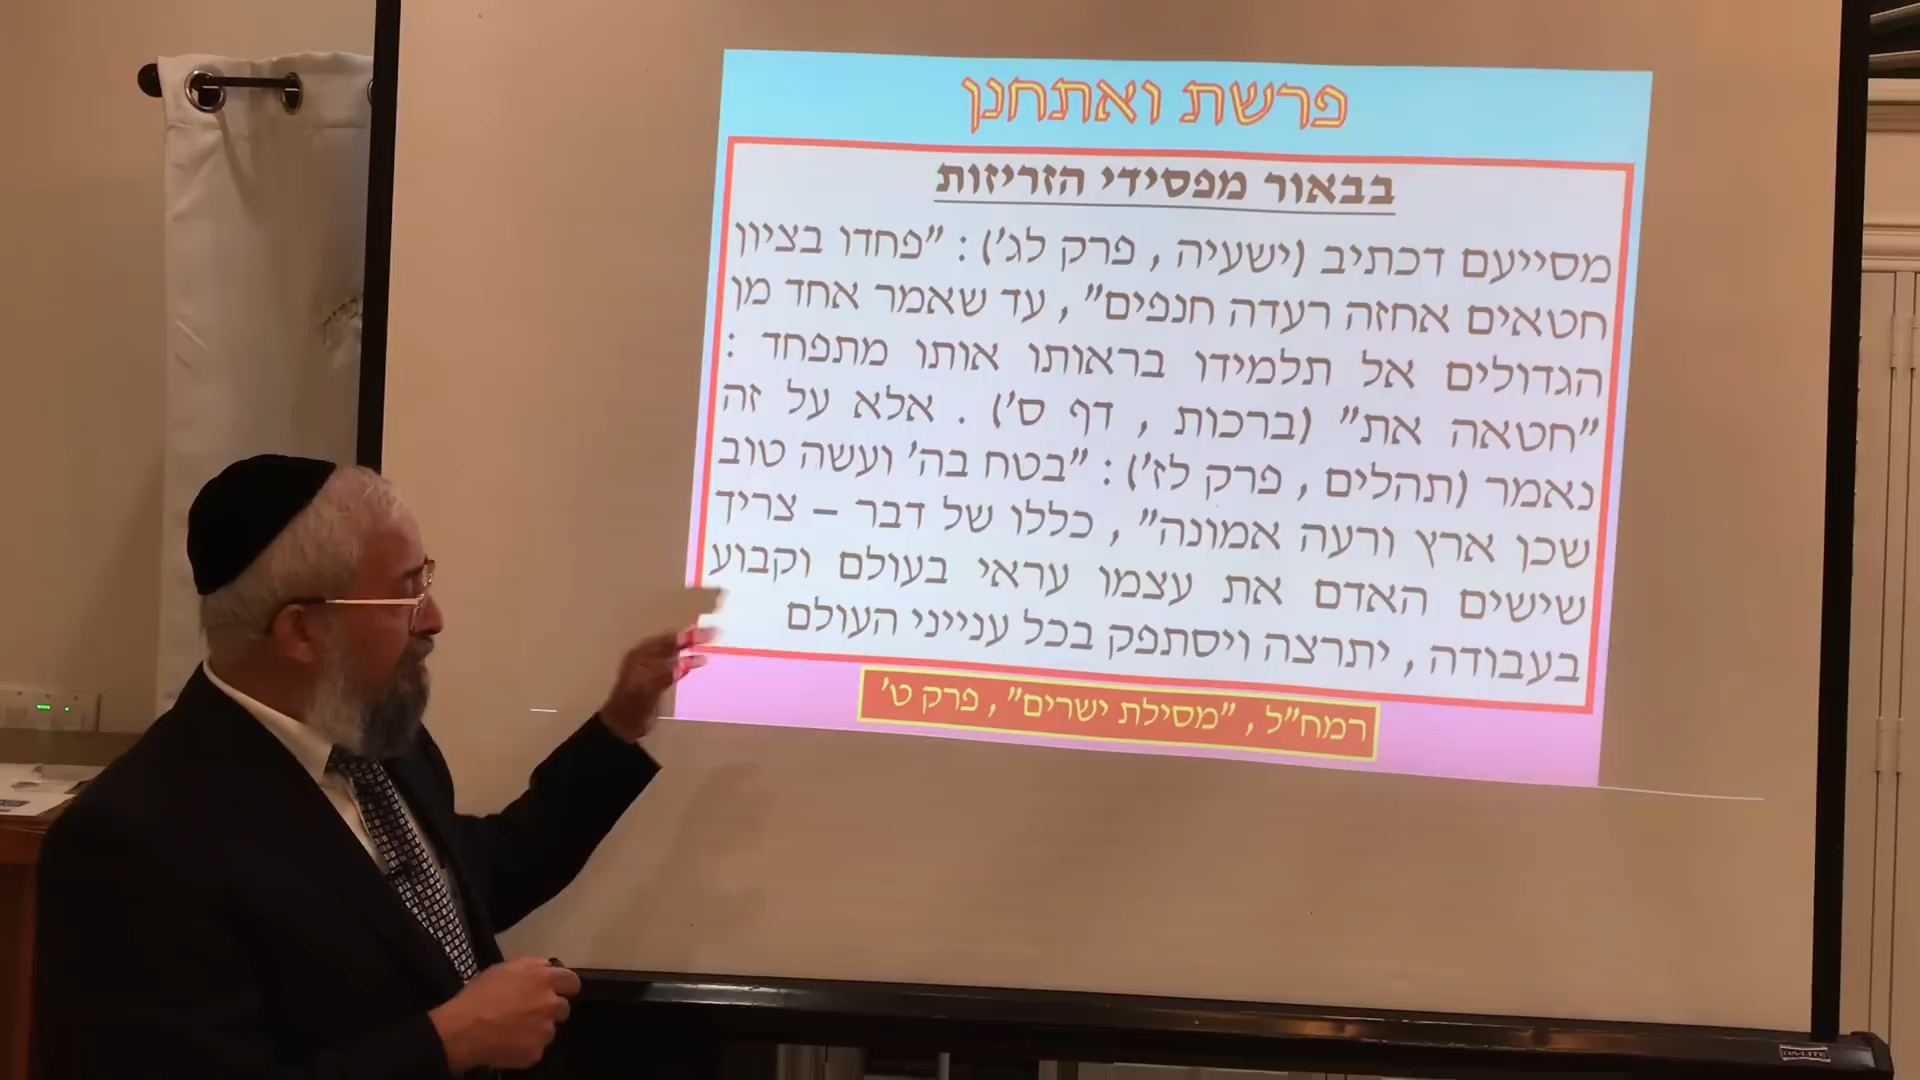 פרשת ואתחנן
בבאור מפסידי הזריזות
מסייעם דכתיב (ישעיה , פרק לג') : "פחדו בציון
חטאים אחזה רעדה חנפים" , עד שאמר אחד מן
הגדולים אל תלמידו בראותו אותו מתפחד :
"חטאה את" (ברכות , דף ס') . אלא על זה
נאמר (תהלים , פרק לז') : "בטח בה' ועשה טוב
שכן ארץ ורעה אמונה" , כללו של דבר – צריך
שישים האדם את עצמו עראי בעולם וקבוע
בעבודה , יתרצה ויסתפק בכל ענייני העולם
רמח"ל , "מסילת ישרים" , פרק ט'
DA-LITE